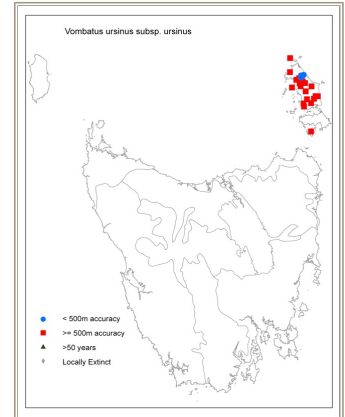 Vombatus ursinus subsp. ursinus
< 500m accuracy
>= 500m accuracy
>50 years
Locally Extinct